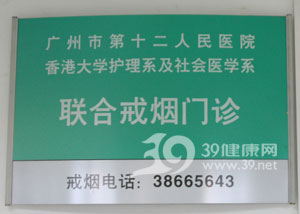 广州市第十二人民医院
香港大学护理系及社会医学系
联合戒烟门诊
39健康网
www.39.net
戒烟电话：38665643